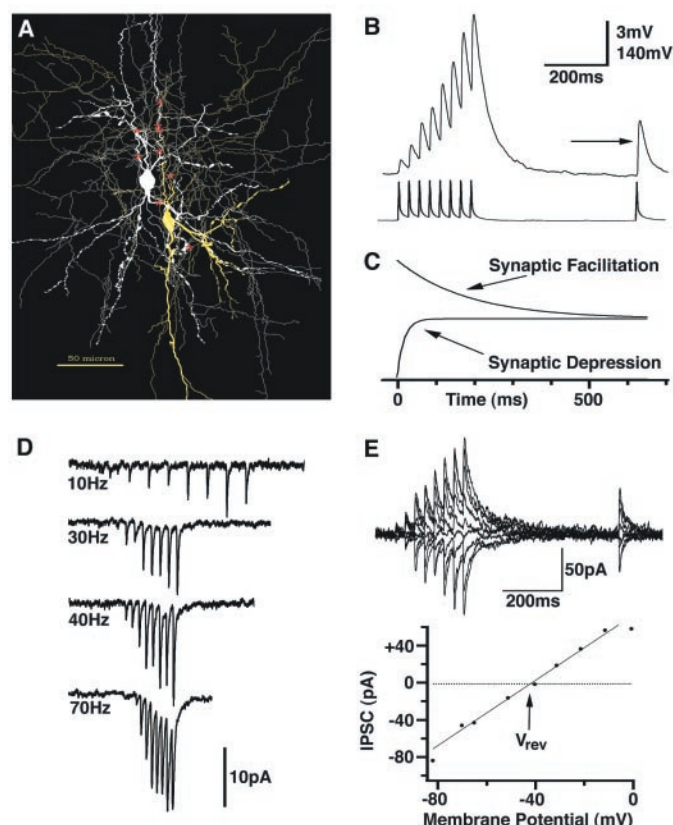 A
50 micron
B
3mV
140mV
200ms
C
Synaptic Facilitation
Synaptic Depression
0
500
Time (ms)
D
10Hz
30Hz
40Hz
70Hz
10pA
E
50pA
200ms
IPSC (pA)
+40
0
-40
-80
Vrev
-80
-40
0
Membrane Potential (mV)